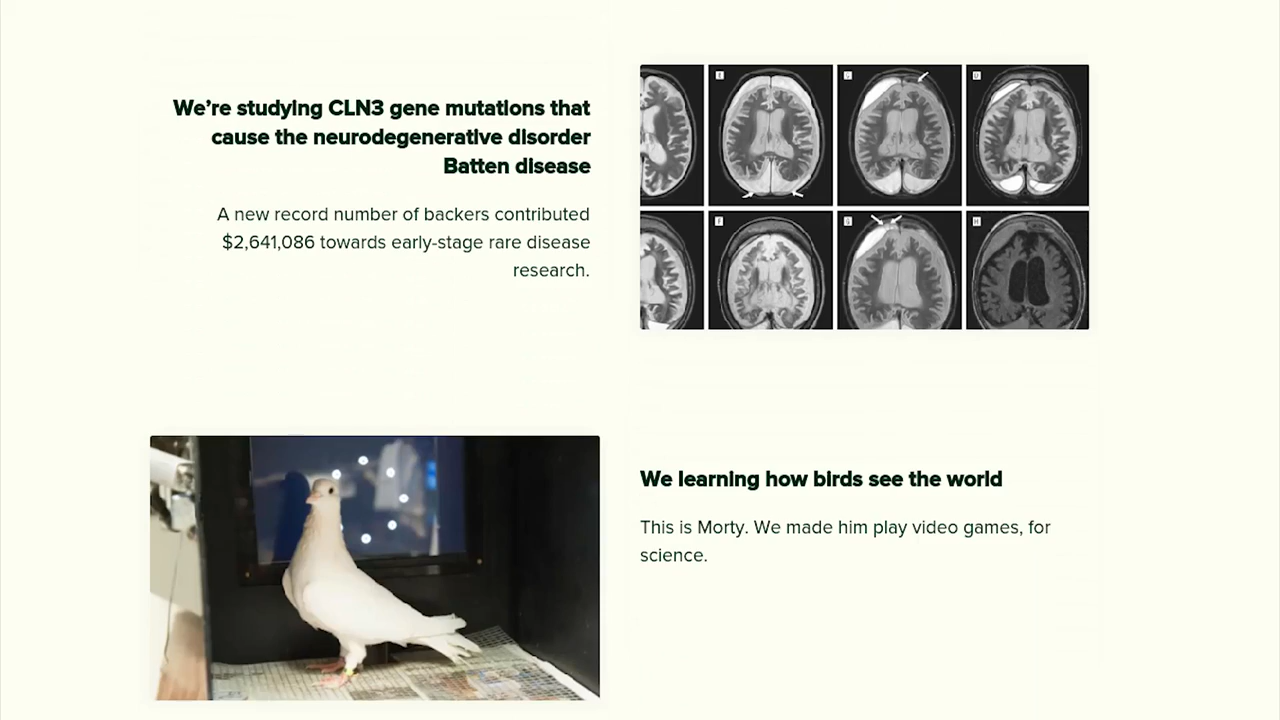 We're studying CLN3 gene mutations that
cause the neurodegenerative disorder
Batten disease
A new record number of backers contributed
$2,641,086 towards early-stage rare disease
research.
E
G
D
F
G
H
We learning how birds see the world
This is Morty. We made him play video games, for
science.